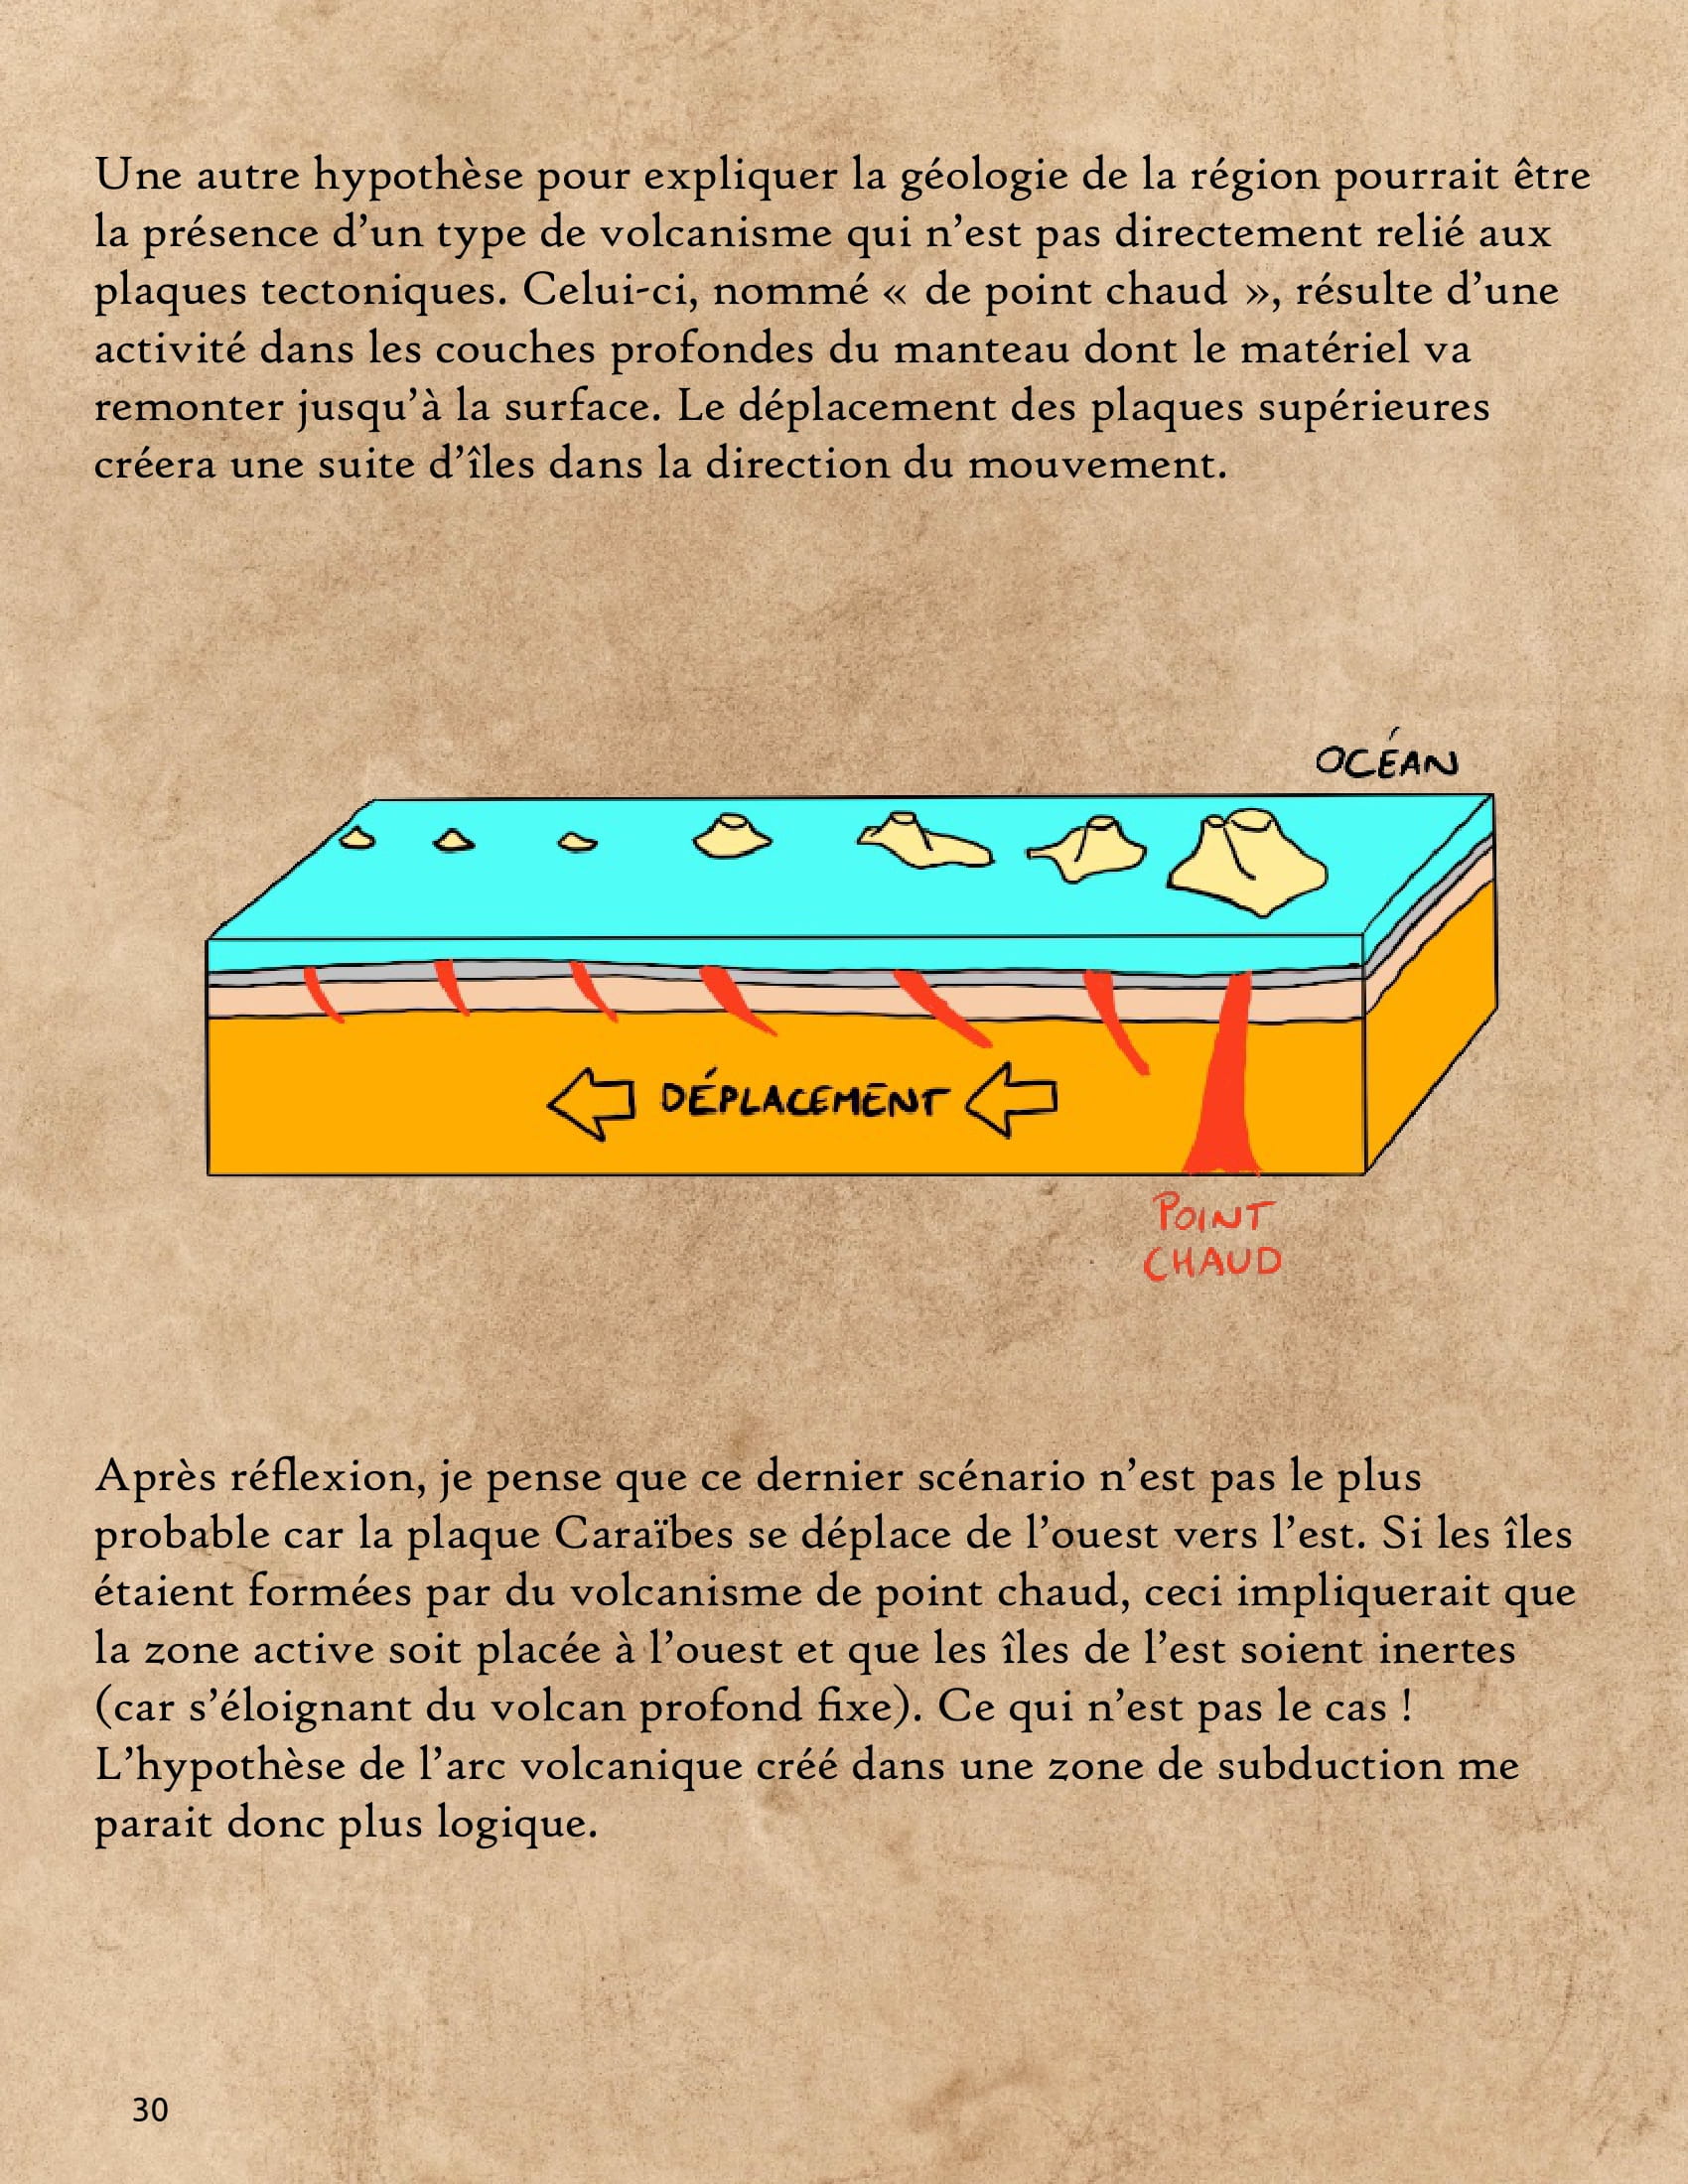 Une autre hypothèse pour expliquer la géologie de la région pourrait être
la présence d’un type de volcanisme qui n’est pas directement relié aux
plaques tectoniques. Celui-ci, nommé « de point chaud », résulte d’une
activité dans les couches profondes du manteau dont le matériel va
remonter jusqu’à la surface. Le déplacement des plaques supérieures
créera une suite d’îles dans la direction du mouvement.
OCÉAN
DÉPLACEMENT
POINT
CHAUD
Après réflexion, je pense que ce dernier scénario n’est pas le plus
probable car la plaque Caraïbes se déplace de l’ouest vers l’est. Si les îles
étaient formées par du volcanisme de point chaud, ceci impliquerait que
la zone active soit placée à l’ouest et que les îles de l’est soient inertes
(car s’éloignant du volcan profond fixe). Ce qui n’est pas le cas !
L’hypothèse de l’arc volcanique créé dans une zone de subduction me
parait donc plus logique.
30